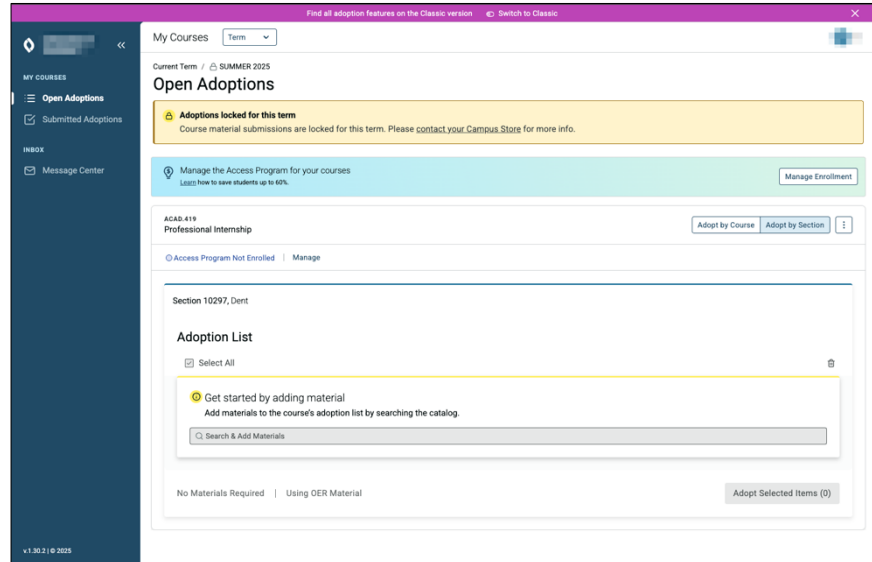 Find all adoption features on the Classic version Switch to Classic
My Courses Term
MY COURSES
Open Adoptions
Submitted Adoptions
INBOX
Message Center
v.1.30.2 | © 2025
Current Term / SUMMER 2025
Open Adoptions
Adoptions locked for this term
Course material submissions are locked for this term. Please contact your Campus Store for more info.
Manage the Access Program for your courses
Learn how to save students up to 60%.
Manage Enrollment
ACAD.419
Professional Internship
Adopt by Course Adopt by Section
Access Program Not Enrolled | Manage
Section 10297, Dent
Adoption List
Select All
Get started by adding material
Add materials to the course's adoption list by searching the catalog.
Search & Add Materials
No Materials Required | Using OER Material
Adopt Selected Items (0)